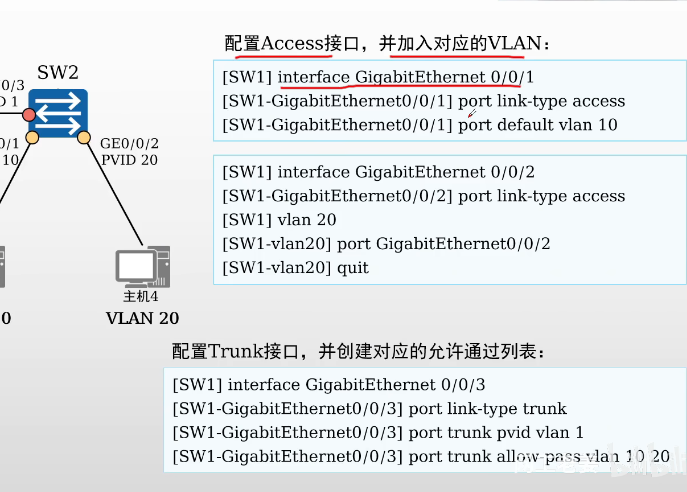 SW2
0/3
D 1
0/1
10
GE0/0/2
PVID 20
主机4
0
VLAN 20
配置Access接口，并加入对应的VLAN：
[SW1] interface GigabitEthernet 0/0/1
[SW1-GigabitEthernet0/0/1] port link-type access
[SW1-GigabitEthernet0/0/1] port default vlan 10
[SW1] interface GigabitEthernet 0/0/2
[SW1-GigabitEthernet0/0/2] port link-type access
[SW1] vlan 20
[SW1-vlan20] port GigabitEthernet0/0/2
[SW1-vlan20] quit
配置Trunk接口，并创建对应的允许通过列表：
[SW1] interface GigabitEthernet 0/0/3
[SW1-GigabitEthernet0/0/3] port link-type trunk
[SW1-GigabitEthernet0/0/3] port trunk pvid vlan 1
[SW1-GigabitEthernet0/0/3] port trunk allow-pass vlan 10 20
bilibili